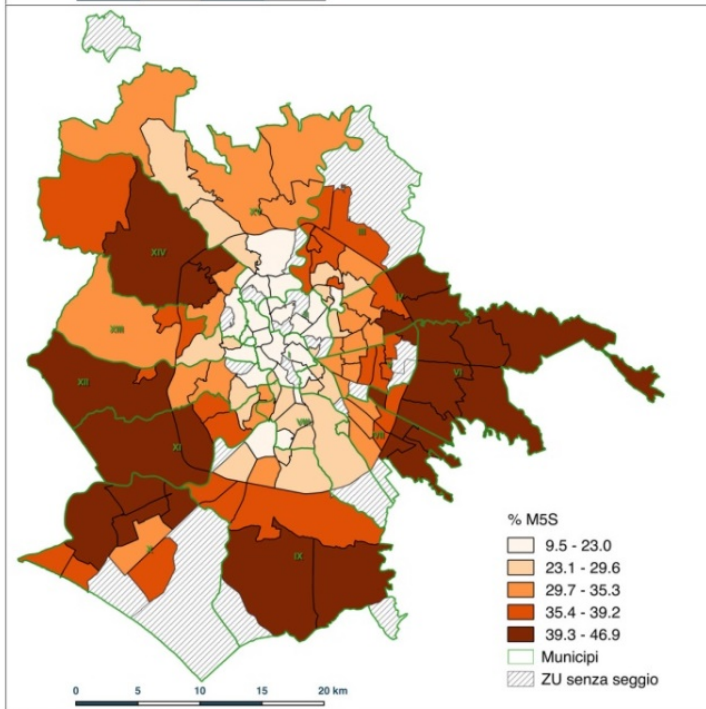 XV
III
XIV
IV
XIII
VI
XII
VIII
VII
XI
X
IX
% M5S
9.5 - 23.0
23.1 - 29.6
29.7 - 35.3
35.4 - 39.2
39.3 - 46.9
Municipi
ZU senza seggio
0 5 10 15 20 km